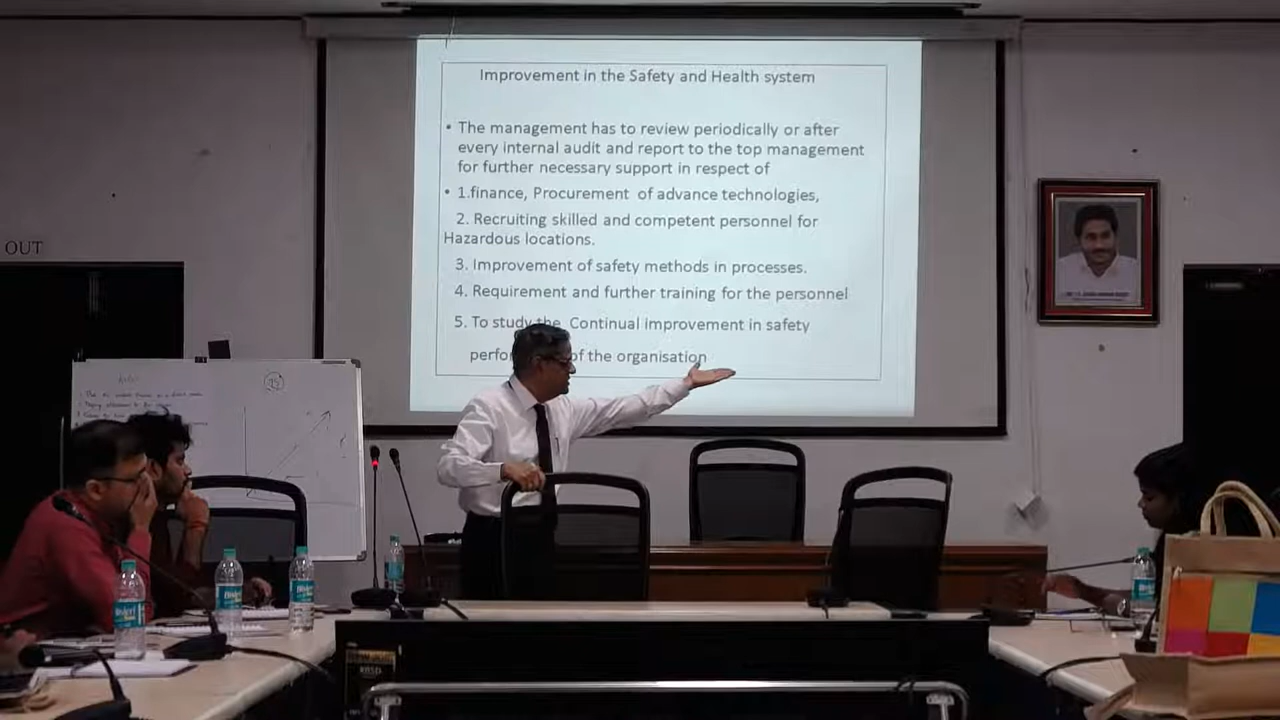 Improvement in the Safety and Health system
• The management has to review periodically or after
every internal audit and report to the top management
for further necessary support in respect of
• 1.finance, Procurement of advance technologies,
2. Recruiting skilled and competent personnel for
Hazardous locations.
3. Improvement of safety methods in processes.
4. Requirement and further training for the personnel
5. To study the Continual improvement in safety
of the organisation
OUT